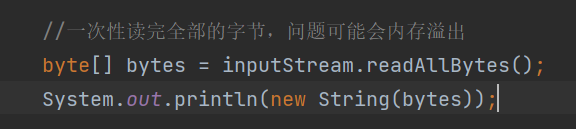 //一次性读完全部的字节，问题可能会内存溢出
byte[] bytes = inputStream.readAllBytes();
System.out.println(new String(bytes));